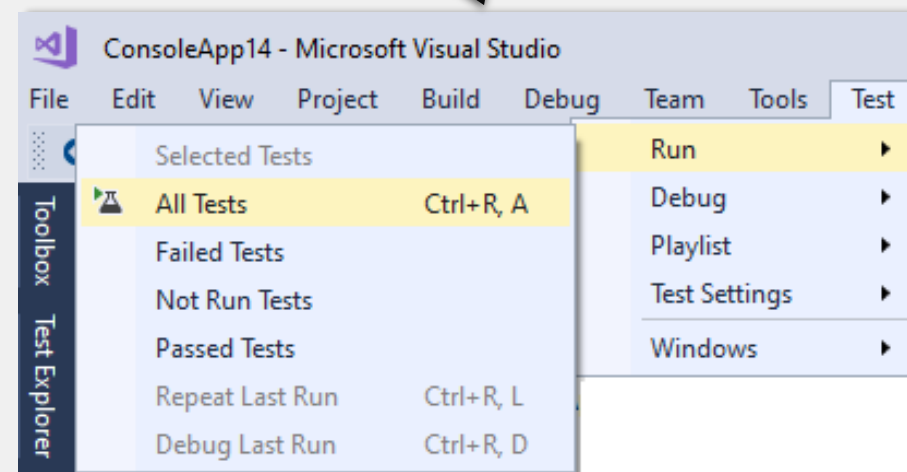 ConsoleApp14 - Microsoft Visual Studio
File Edit View Project Build Debug Team Tools Test
Selected Tests
All Tests Ctrl+R, A
Failed Tests
Not Run Tests
Passed Tests
Repeat Last Run Ctrl+R, L
Debug Last Run Ctrl+R, D
Run
Debug
Playlist
Test Settings
Windows
Toolbox
Test Explorer